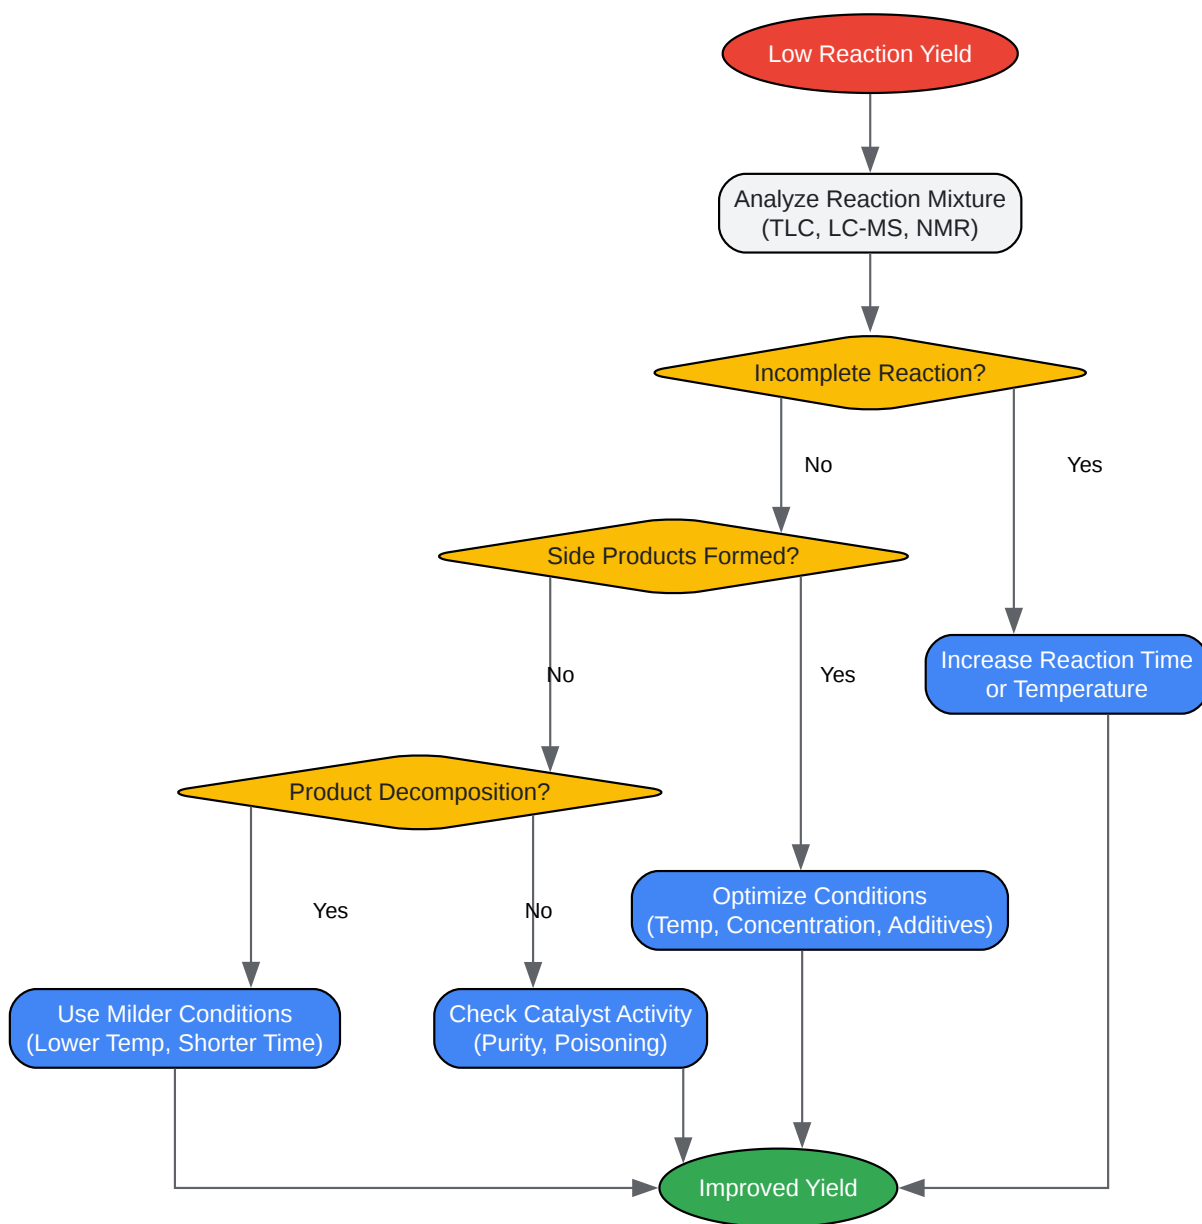 Low Reaction Yield
Analyze Reaction Mixture
(TLC, LC-MS, NMR)
Incomplete Reaction?
No
Yes
Side Products Formed?
Increase Reaction Time
or Temperature
No
Yes
Product Decomposition?
Optimize Conditions
(Temp, Concentration, Additives)
Yes
No
Use Milder Conditions
(Lower Temp, Shorter Time)
Check Catalyst Activity
(Purity, Poisoning)
Improved Yield